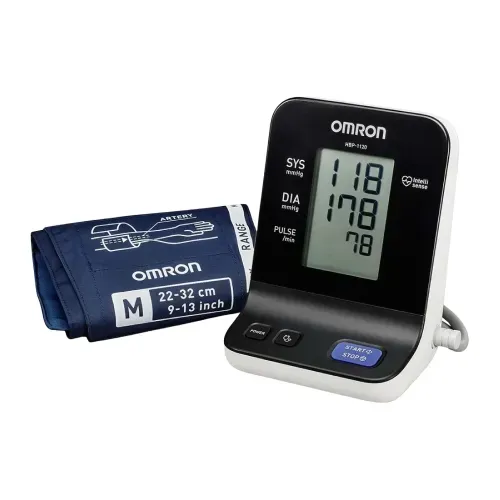 OMRON
HBP-1120
SYS
mmHg
118
Intelli
sense
DIA
mmHg
178
PULSE
/min
78
POWER
START
STOP
ARTERY
RANGE
OMRON
M
22-32 cm
9-13 inch